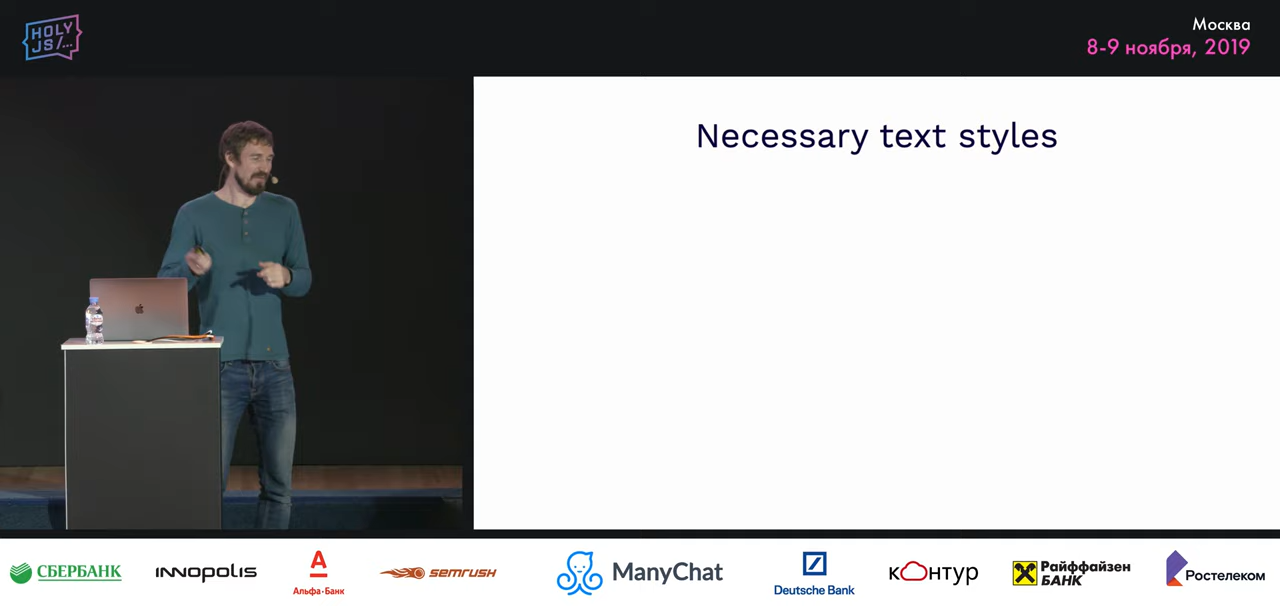 HOLY
JS/...
Москва
8-9 ноября, 2019
Necessary text styles
СБЕРБАНК
INNOPOLIS
А
Альфа·Банк
SEMRUSH
ManyChat
Deutsche Bank
кОнтур
Райффайзен
БАНК
Ростелеком